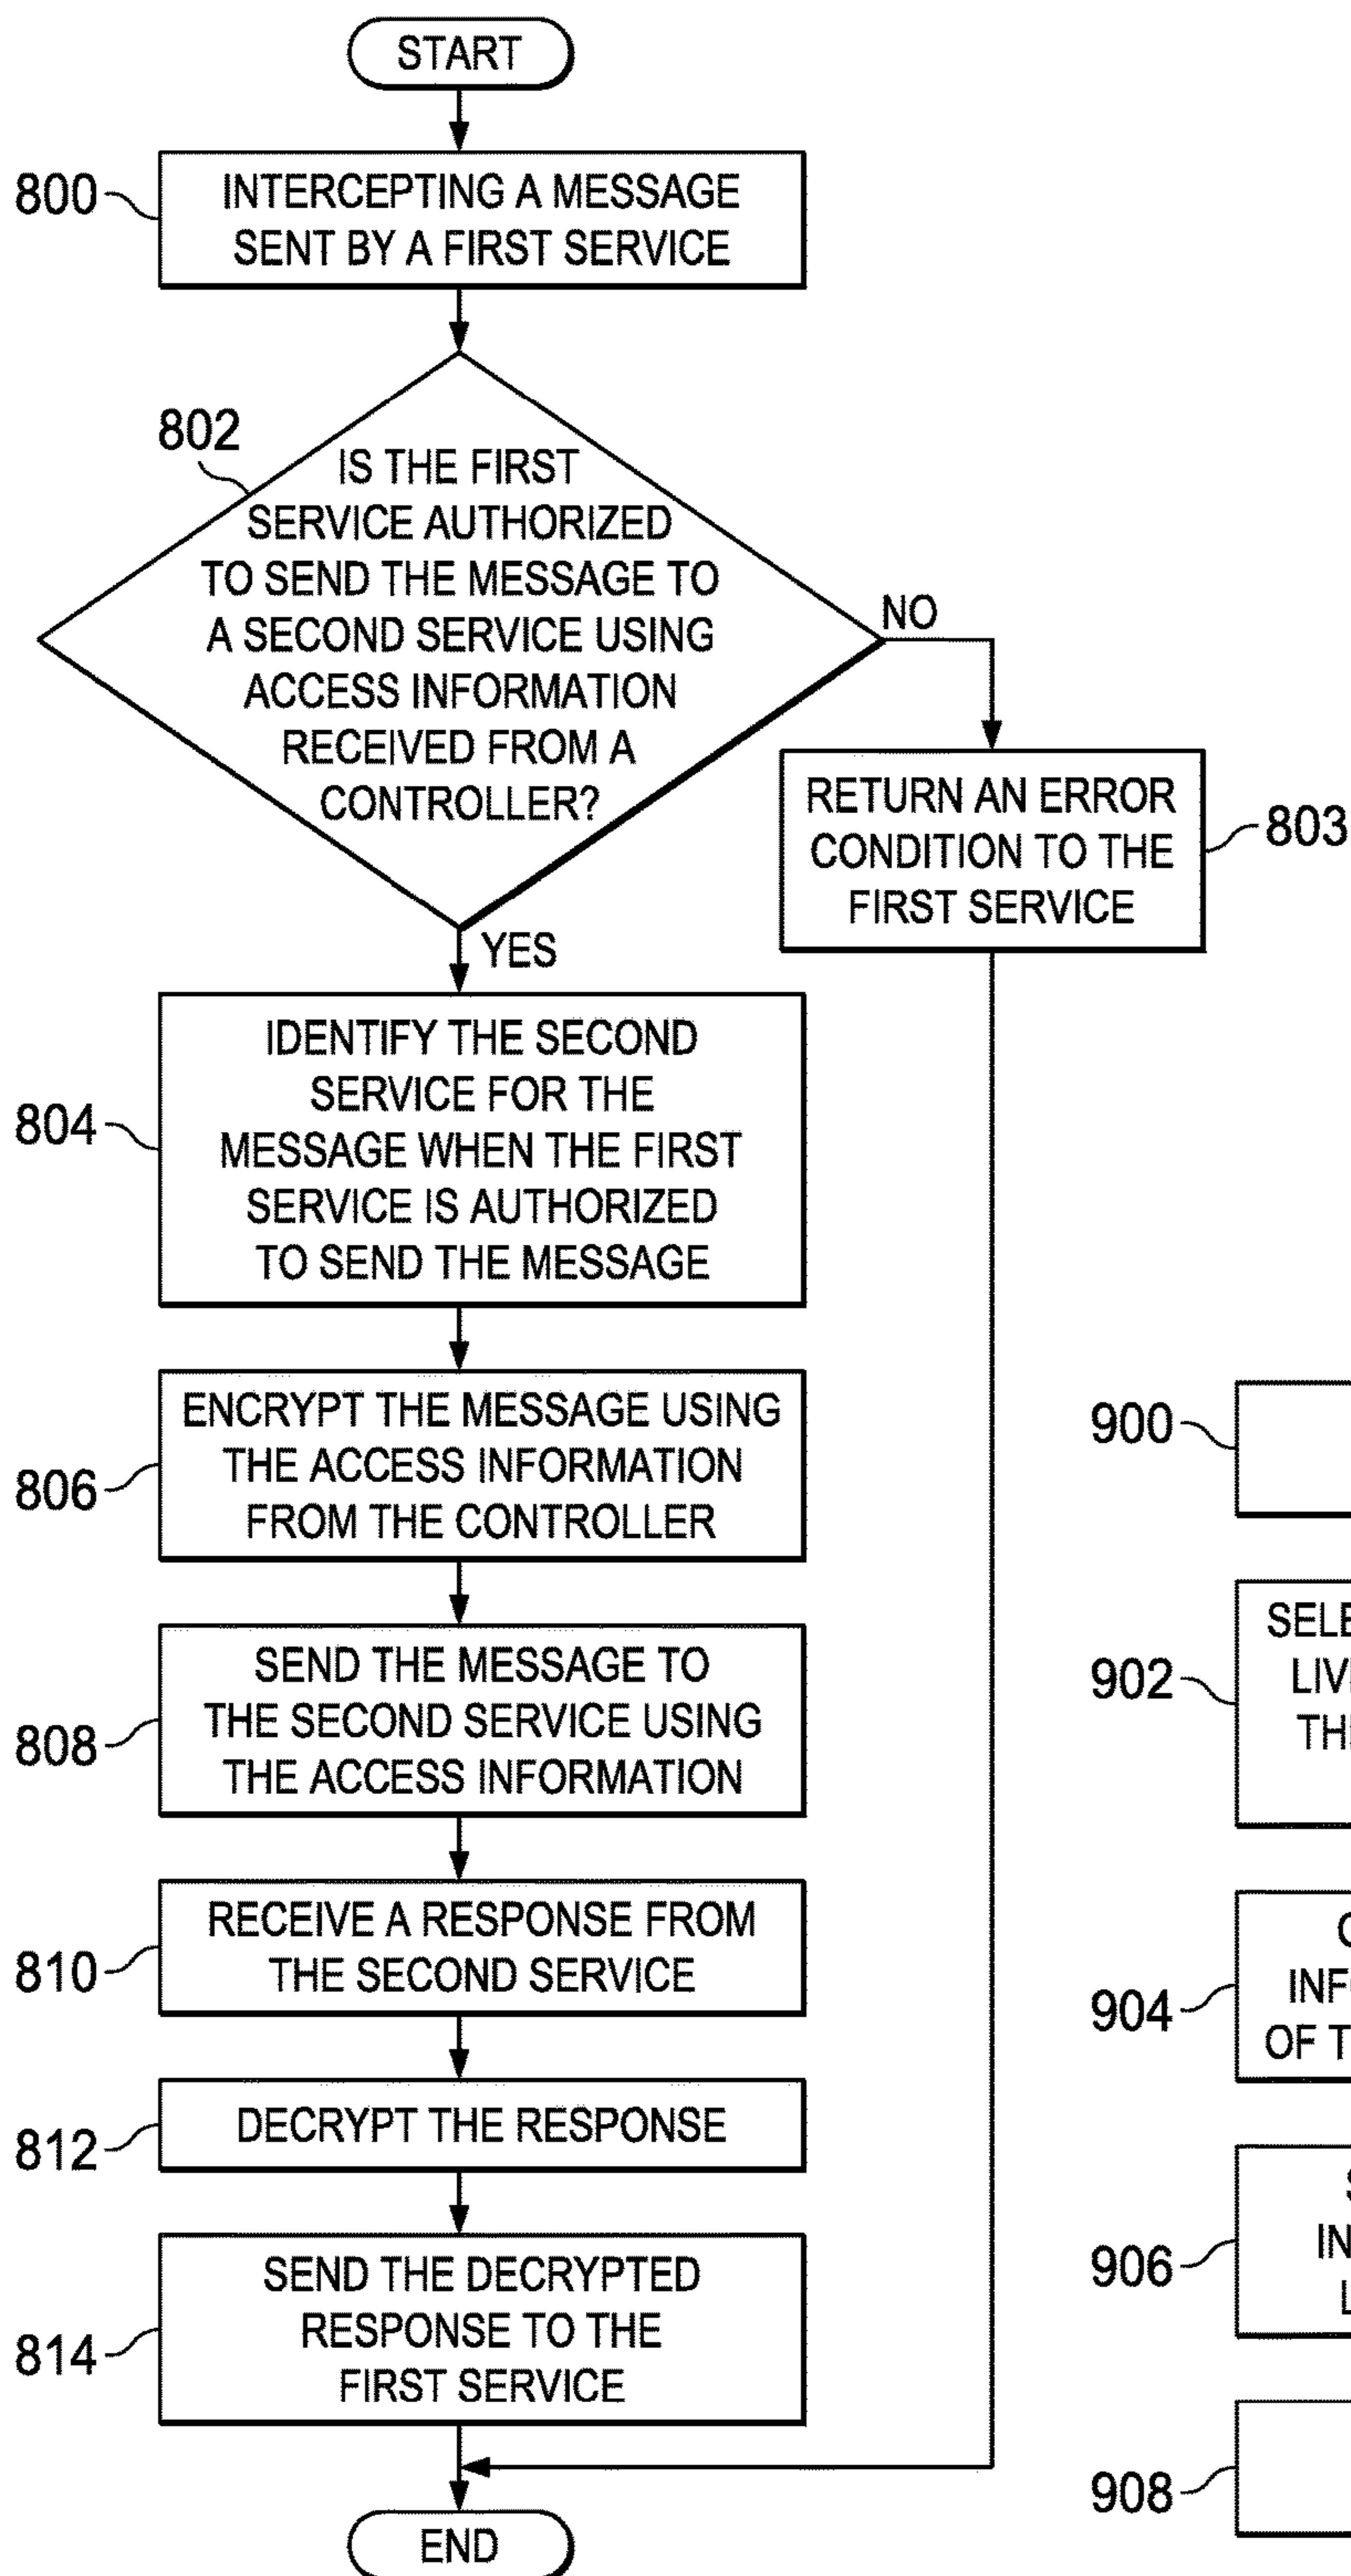 START
800
INTERCEPTING A MESSAGE
SENT BY A FIRST SERVICE
802
IS THE FIRST
SERVICE AUTHORIZED
TO SEND THE MESSAGE TO
A SECOND SERVICE USING
ACCESS INFORMATION
RECEIVED FROM A
CONTROLLER?
NO
RETURN AN ERROR
CONDITION TO THE
FIRST SERVICE
803
YES
804
IDENTIFY THE SECOND
SERVICE FOR THE
MESSAGE WHEN THE FIRST
SERVICE IS AUTHORIZED
TO SEND THE MESSAGE
806
ENCRYPT THE MESSAGE USING
THE ACCESS INFORMATION
FROM THE CONTROLLER
808
SEND THE MESSAGE TO
THE SECOND SERVICE USING
THE ACCESS INFORMATION
810
RECEIVE A RESPONSE FROM
THE SECOND SERVICE
812
DECRYPT THE RESPONSE
814
SEND THE DECRYPTED
RESPONSE TO THE
FIRST SERVICE
END
900
902
904
OF
906
908